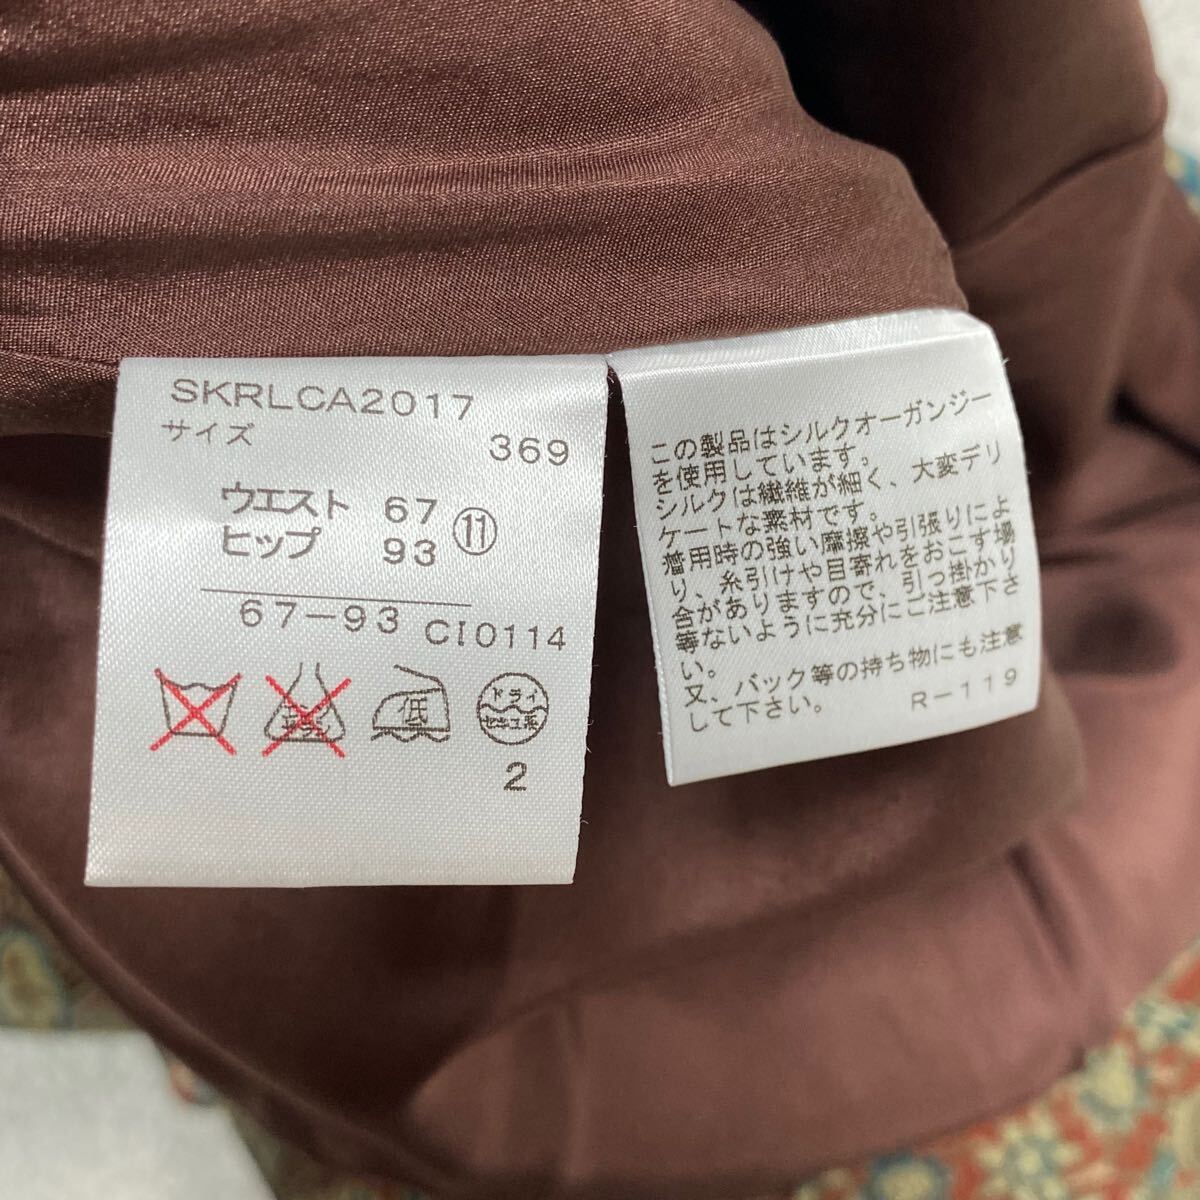 SKRLCA2017
サイズ
369
ウエスト 67
ヒップ 93
⑪
67-93 CI0114
低
ドライ
セキユ系
2
この製品はシルクオーガンジー
を使用しています。
シルクは繊維が細く、大変デリ
ケートな素材です。
着用時の強い摩擦や引張りによ
り、糸引けや目寄れをおこす場
合がありますので、引っ掛かり
等ないように充分にご注意下さ
い。
又、バック等の持ち物にも注意
して下さい。 R-119